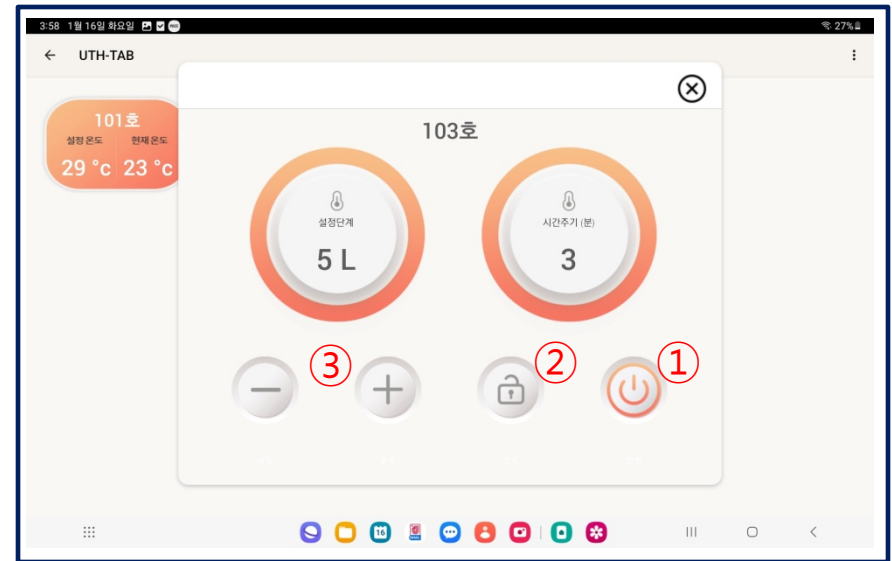 3:58 1월 16일 화요일
27%
UTH-TAB
101호
설정온도 현재온도
29 °c 23 °c
103호
설정단계
5 L
시간주기 (분)
3
③ ② ①
16